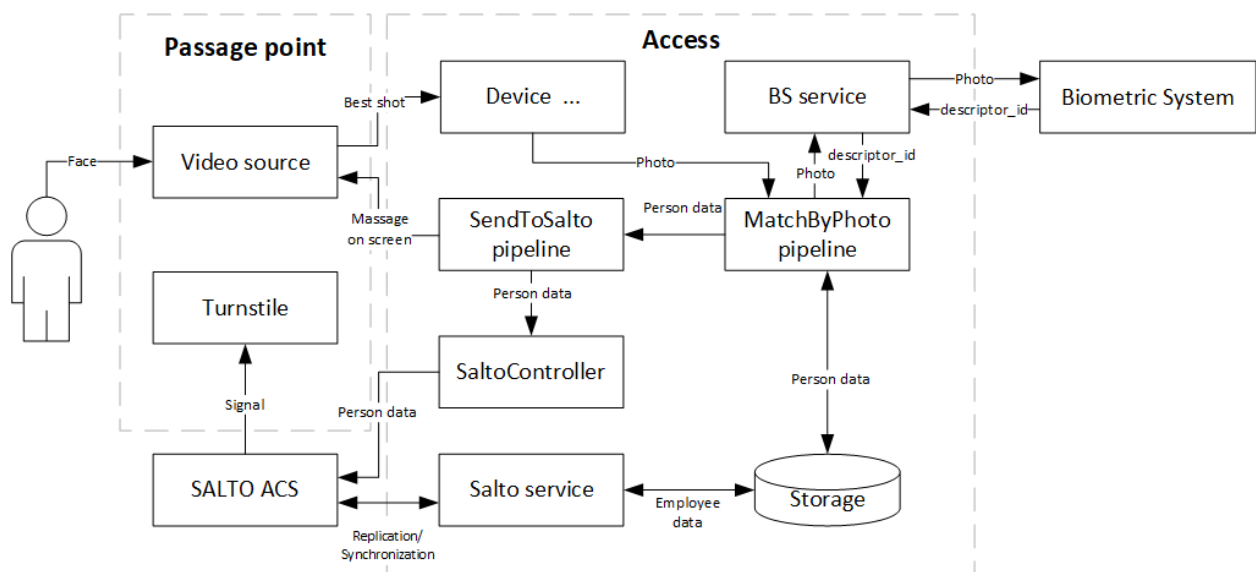 Passage point
Access
Device ...
BS service
Photo
Biometric System
descriptor_id
Best shot
Face
Video source
Photo
Photo
descriptor_id
Massage
on screen
SendToSalto
pipeline
Person
data
MatchByPhoto
pipeline
Turnstile
Person data
SaltoController
Person data
Signal
Person data
SALTO ACS
Salto service
Employee
data
Storage
Replication/
Synchronization